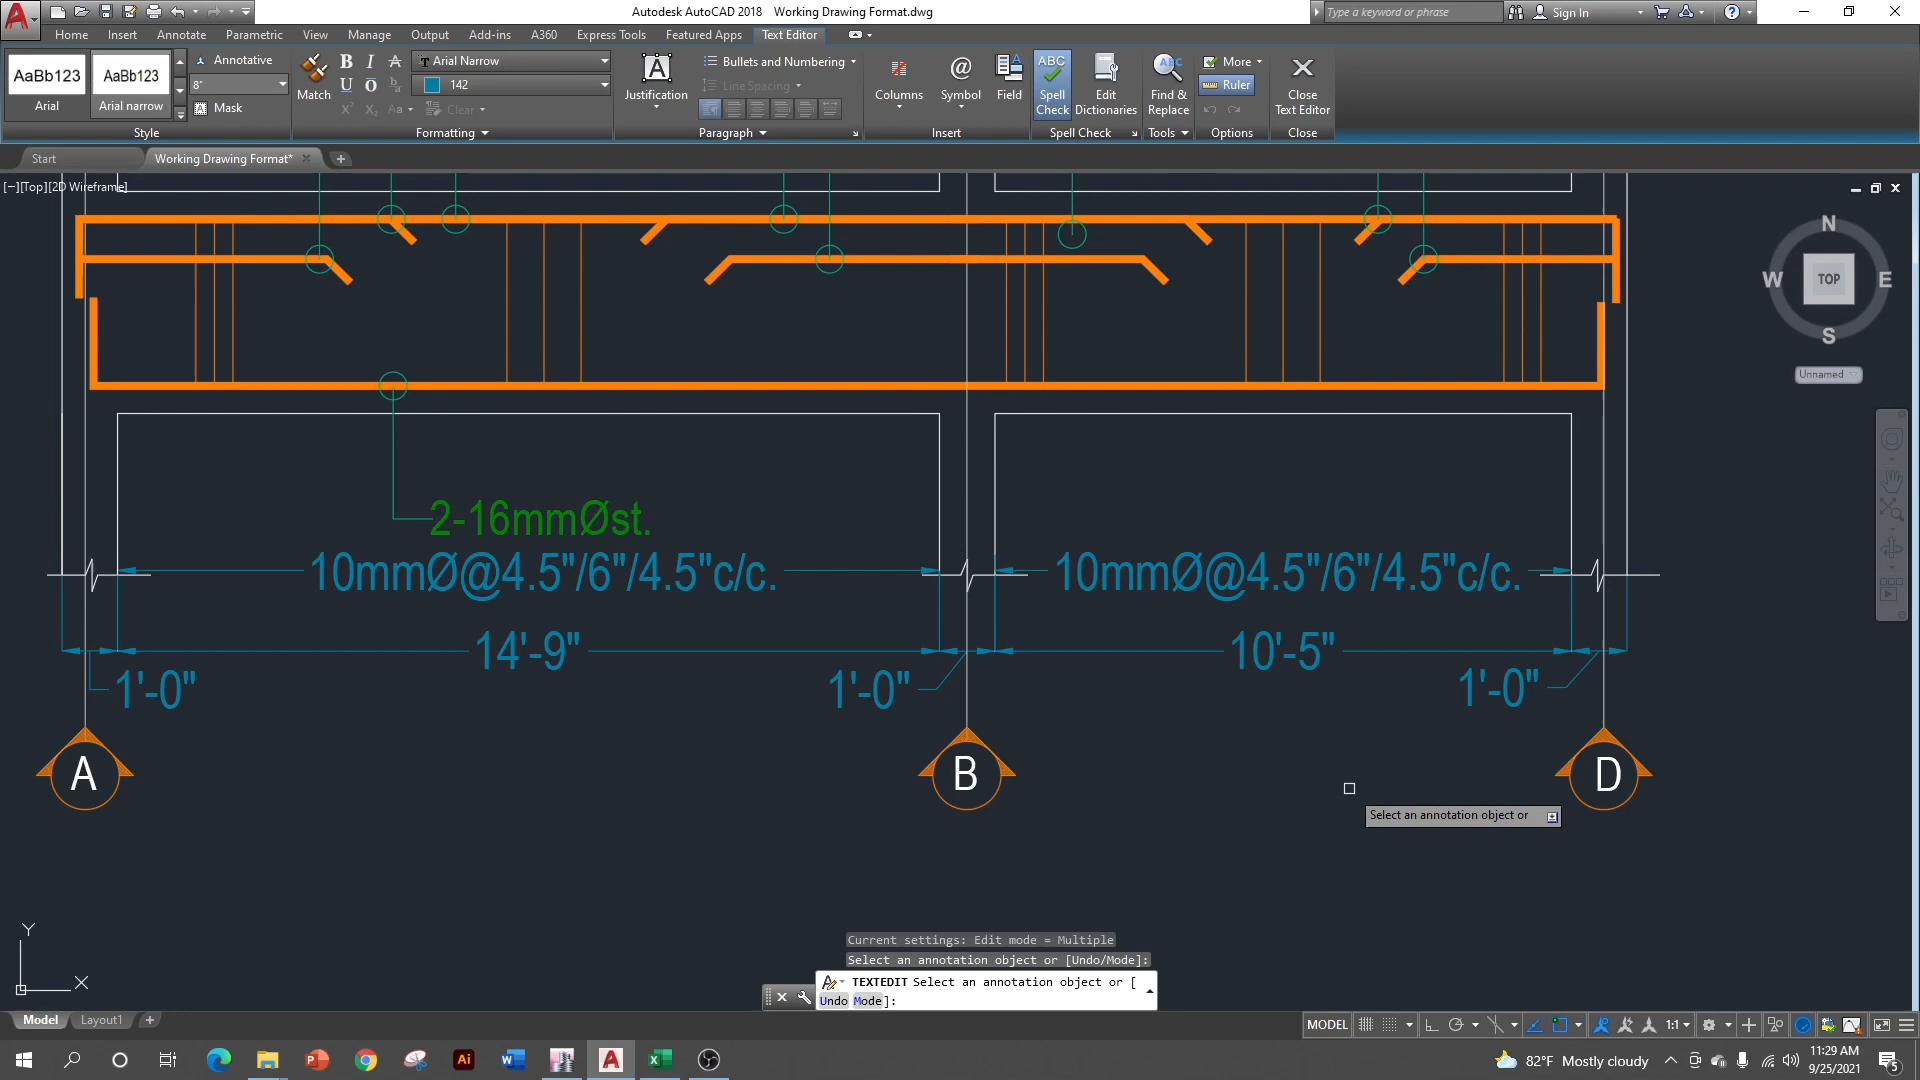 Autodesk AutoCAD 2018 Working Drawing Format.dwg
Type a keyword or phrase
Sign In
Home Insert Annotate Parametric View Manage Output Add-ins A360 Express Tools Featured Apps Text Editor
AaBb123 AaBb123
Arial Arial narrow
Annotative
8"
Mask
Style
Match
B I A
U O
Arial Narrow
142
Aa
Clear
Formatting
Justification
Bullets and Numbering
Line Spacing
Paragraph
Columns
@
Symbol
Field
Insert
ABC
Spell Check
Edit Dictionaries
Spell Check
ABC
Find & Replace
Tools
More
Ruler
Options
Close Text Editor
Close
Start
Working Drawing Format*
[−][Top][2D Wireframe]
N
W TOP E
S
Unnamed
2-16mmØst.
10mmØ@4.5"/6"/4.5"c/c. 10mmØ@4.5"/6"/4.5"c/c.
14'-9" 10'-5"
1'-0" 1'-0" 1'-0"
A B D
Select an annotation object or
Y
X
Current settings: Edit mode = Multiple
Select an annotation object or [Undo/Mode]:
TEXTEDIT Select an annotation object or [
Undo Mode]:
Model Layout1
MODEL 1:1
Ai
82°F Mostly cloudy
11:29 AM
9/25/2021
5